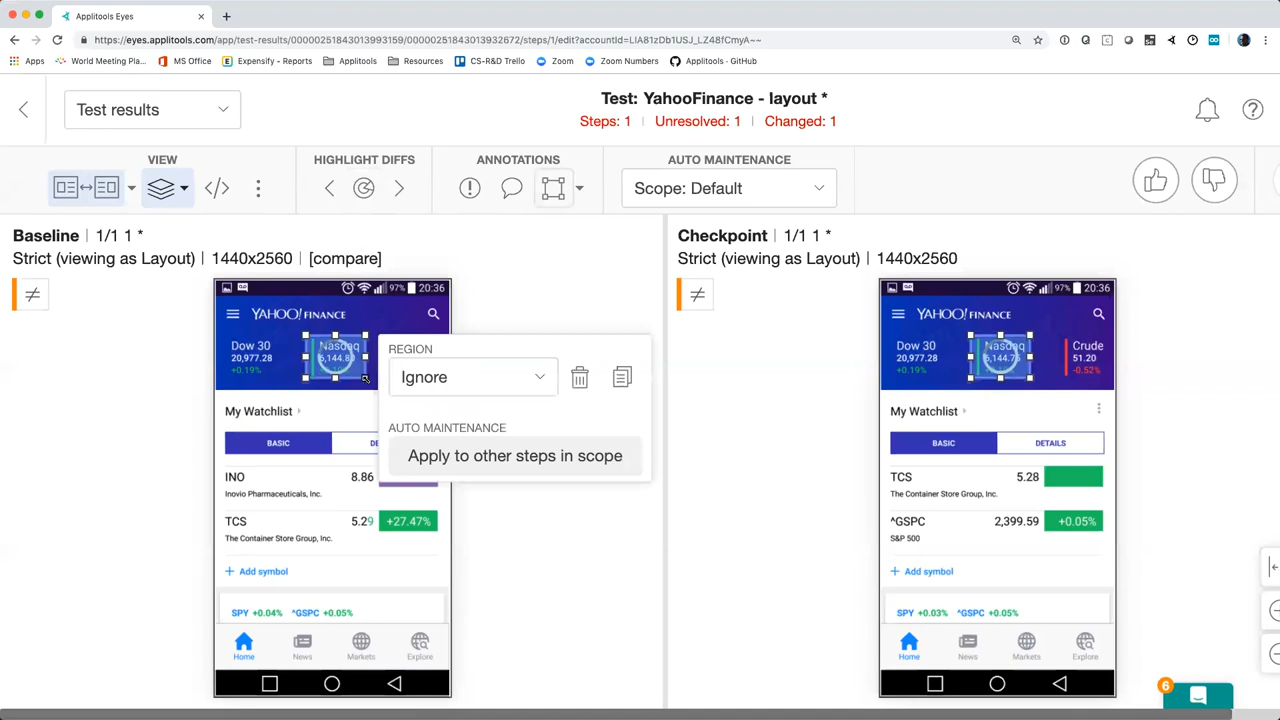 Applitools Eyes
https://eyes.applitools.com/app/test-results/00000251843013993159/00000251843013932672/steps/1/edit?accountId=LIA81zDb1USJ_LZ48fCmyA~~
Apps World Meeting Pla... MS Office Expensify - Reports Applitools Resources CS-R&D Trello Zoom Zoom Numbers Applitools · GitHub
Test results
Test: YahooFinance - layout *
Steps: 1 Unresolved: 1 Changed: 1
VIEW HIGHLIGHT DIFFS ANNOTATIONS AUTO MAINTENANCE
Scope: Default
Baseline | 1/1 1 *
Strict (viewing as Layout) | 1440x2560 | [compare]
97% 20:36
YAHOO! FINANCE
Dow 30 Nasdaq
20,977.28
+0.19%
REGION
Ignore
AUTO MAINTENANCE
Apply to other steps in scope
My Watchlist
BASIC
INO 8.86
Inovio Pharmaceuticals, Inc.
TCS 5.29 +27.47%
The Container Store Group, Inc.
+ Add symbol
SPY +0.04% ^GSPC +0.05%
Home News Markets Explore
Checkpoint | 1/1 1 *
Strict (viewing as Layout) | 1440x2560
97% 20:36
YAHOO! FINANCE
Dow 30 Nasdaq Crude
20,977.28 51.20
+0.19% -0.52%
My Watchlist
BASIC DETAILS
TCS 5.28
The Container Store Group, Inc.
^GSPC 2,399.59 +0.05%
S&P 500
+ Add symbol
SPY +0.03% ^GSPC +0.05%
Home News Markets Explore
6